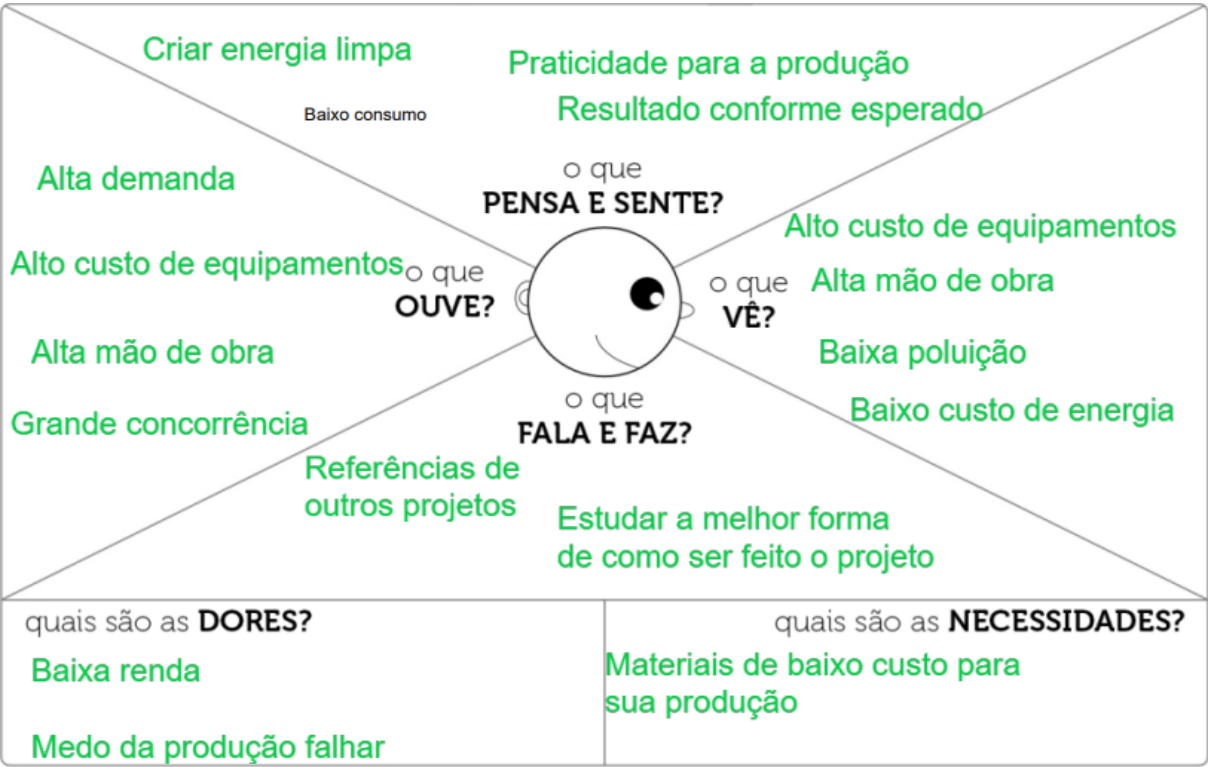 Criar energia limpa
Praticidade para a produção
Baixo consumo
Resultado conforme esperado
o que
PENSA E SENTE?
Alta demanda
Alto custo de equipamentos
Alta mão de obra
Grande concorrência
o que
OUVE?
o que
VÊ?
Alto custo de equipamentos
Alta mão de obra
Baixa poluição
Baixo custo de energia
o que
FALA E FAZ?
Referências de
outros projetos
Estudar a melhor forma
de como ser feito o projeto
quais são as DORES?
Baixa renda
Medo da produção falhar
quais são as NECESSIDADES?
Materiais de baixo custo para
sua produção